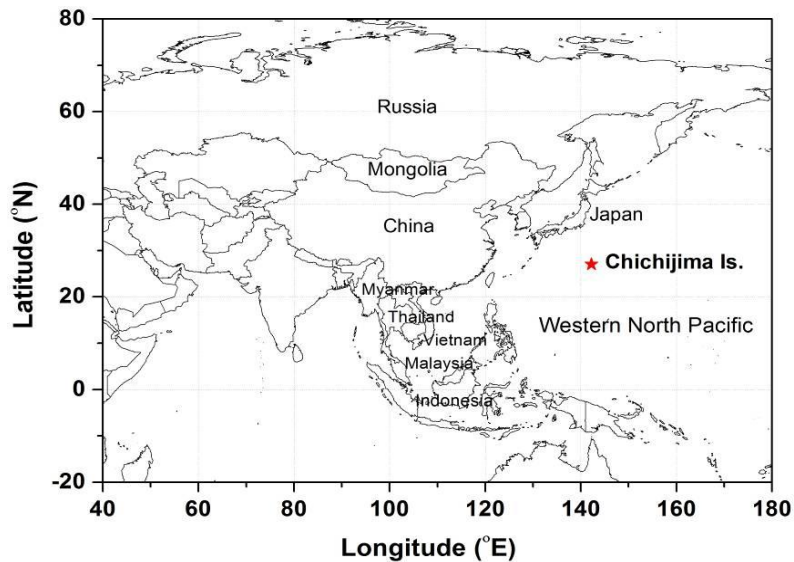 80
60
40
20
0
-20
Latitude (°N)
Russia
Mongolia
China
Japan
Chichijima Is.
Myanmar
Thailand
Vietnam
Western North Pacific
Malaysia
Indonesia
40 60 80 100 120 140 160 180
Longitude (°E)